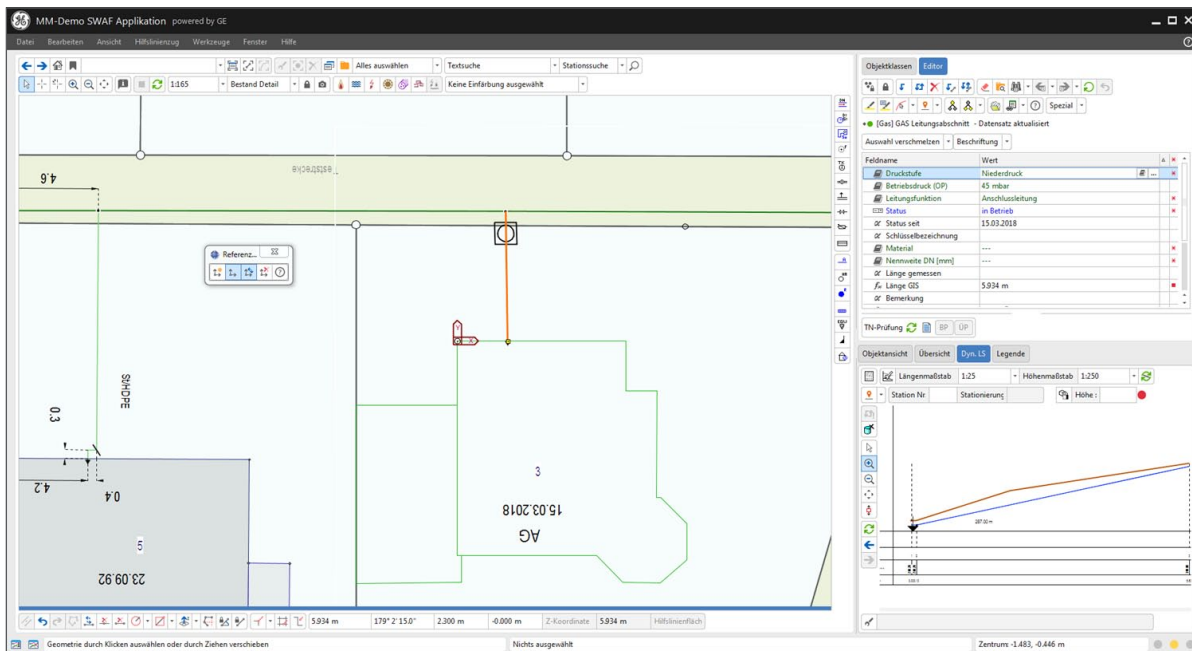 MM-Demo SWAF Applikation powered by GE
Datei Bearbeiten Ansicht Hilfslinienzug Werkzeuge Fenster Hilfe
Alles auswählen Textsuche Stationssuche
1:165 Bestand Detail Keine Einfärbung ausgewählt
Teststrecke
4.6
Referenz...
St/HDPE
0.3
4.2
0.4
5
23.09.92
3
15.03.2018
AG
Y
X
5.934 m 179° 2' 15.0" 2.300 m -0.000 m Z-Koordinate 5.934 m Hilfslinienfläch
Geometrie durch Klicken auswählen oder durch Ziehen verschieben Nichts ausgewählt Zentrum: -1.483, -0.446 m
Objektklassen Editor
Spezial
[Gas] GAS Leitungsabschnitt - Datensatz aktualisiert
Auswahl verschmelzen Beschriftung
Feldname Wert
Druckstufe Niederdruck
Betriebsdruck (OP) 45 mbar
Leitungsfunktion Anschlussleitung
Status in Betrieb
Status seit 15.03.2018
Schlüsselbezeichnung
Material ---
Nennweite DN [mm] ---
Länge gemessen
Länge GIS 5.934 m
Bemerkung
TN-Prüfung BP ÜP
Objektansicht Übersicht Dyn. LS Legende
Längenmaßstab 1:25 Höhenmaßstab 1:250
Station Nr Stationierung Höhe :